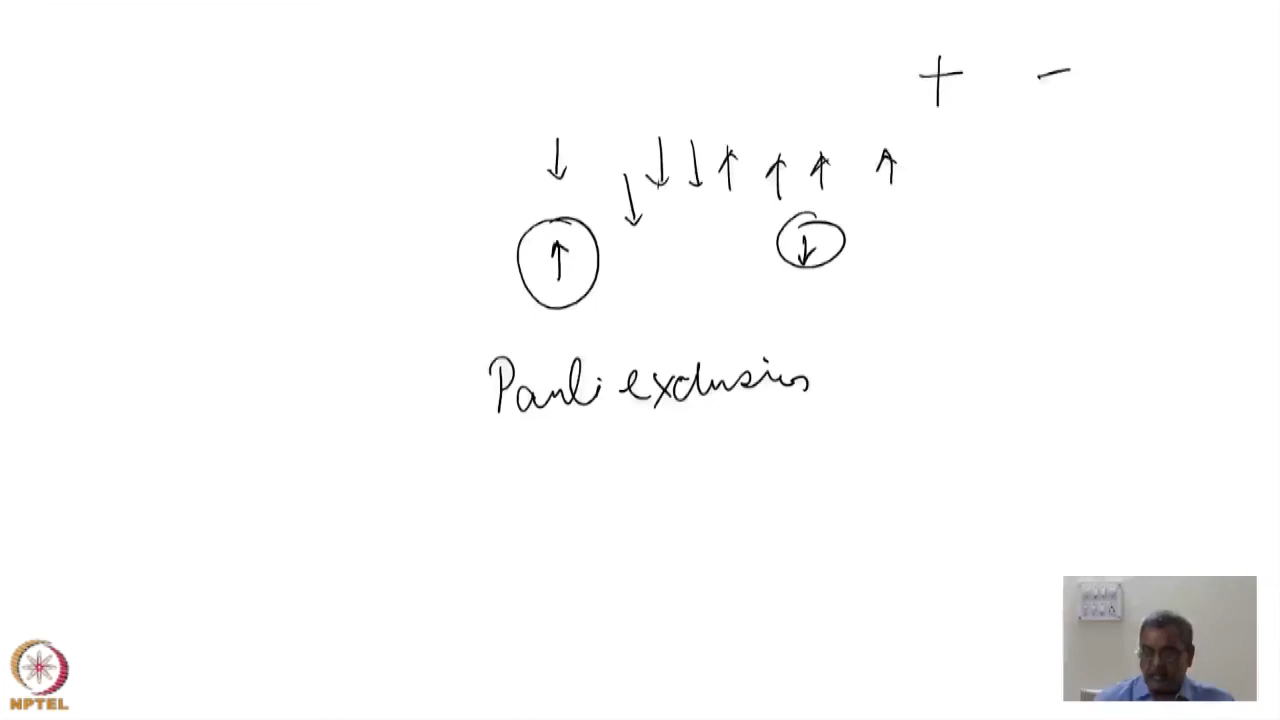 + −
↓ ↓ ↓ ↓ ↑ ↑ ↑ ↑
↑ ↓
Pauli exclusion
NPTEL